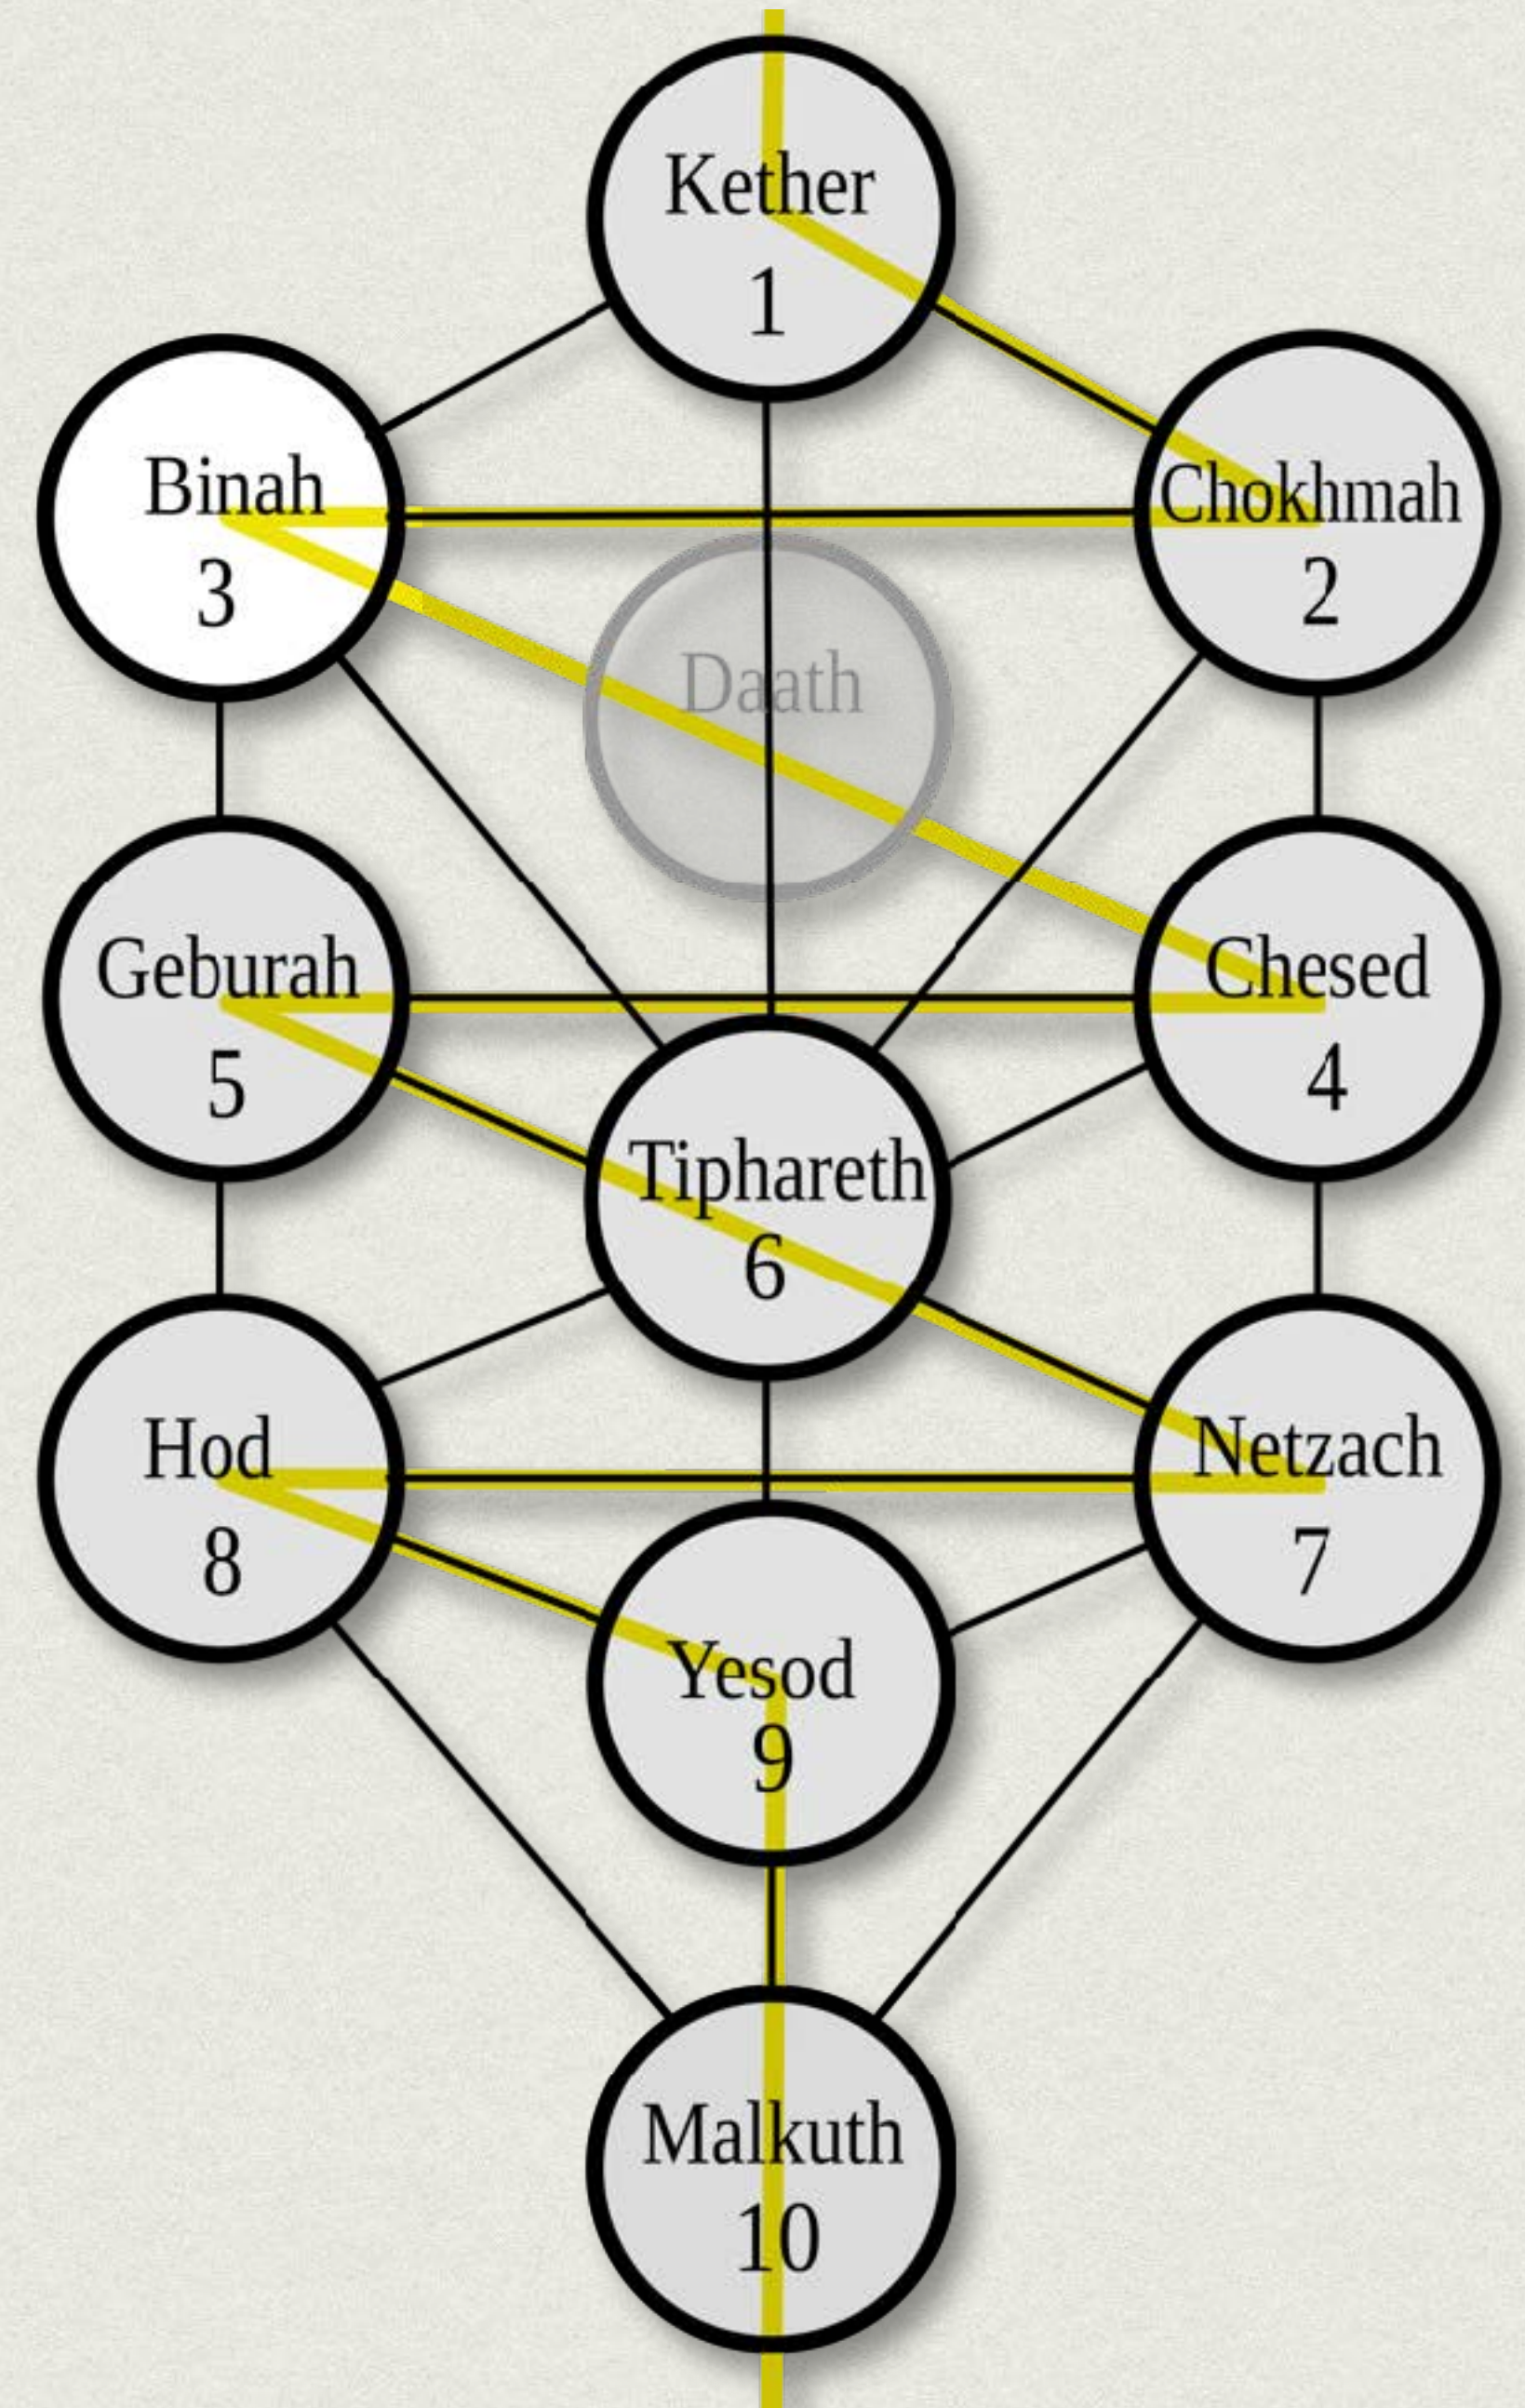 Kether
1
Binah
3
Chokhmah
2
Daath
Geburah
5
Chesed
4
Tiphareth
6
Hod
8
Netzach
7
Yesod
9
Malkuth
10